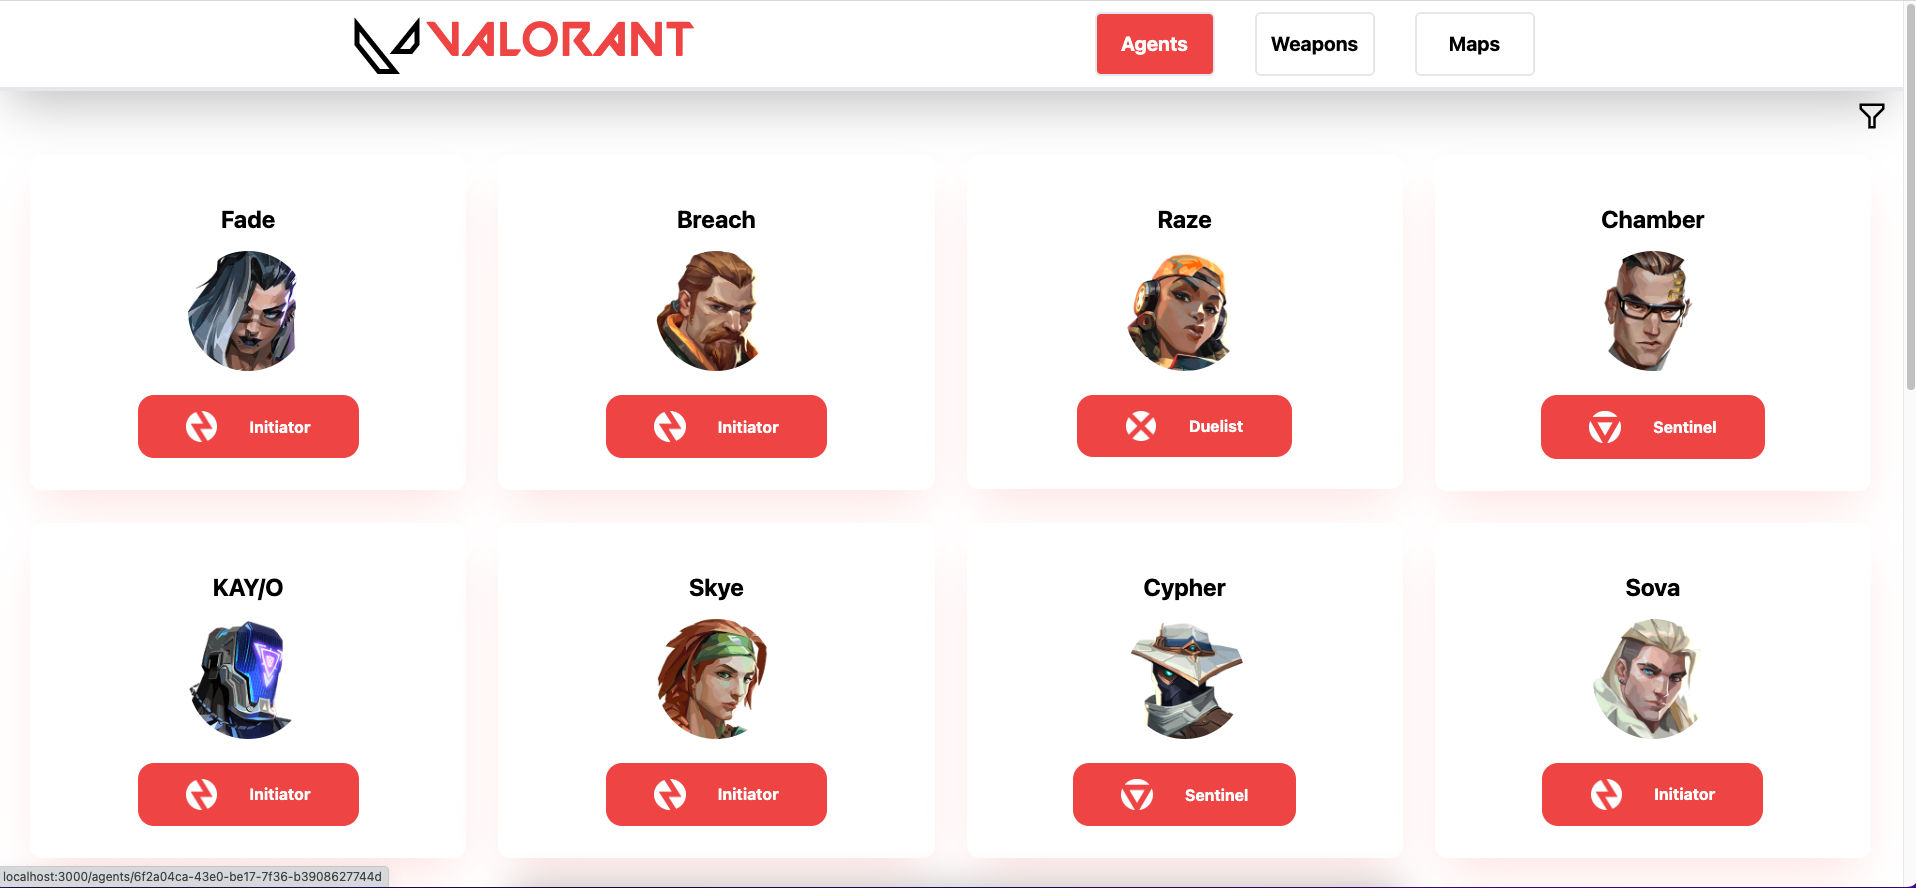 VALORANT
Agents
Weapons
Maps
Fade
Breach
Raze
Chamber
Initiator
Initiator
Duelist
Sentinel
KAY/O
Skye
Cypher
Sova
Initiator
Initiator
Sentinel
Initiator
localhost:3000/agents/6f2a04ca-43e0-be17-7f36-b3908627744d